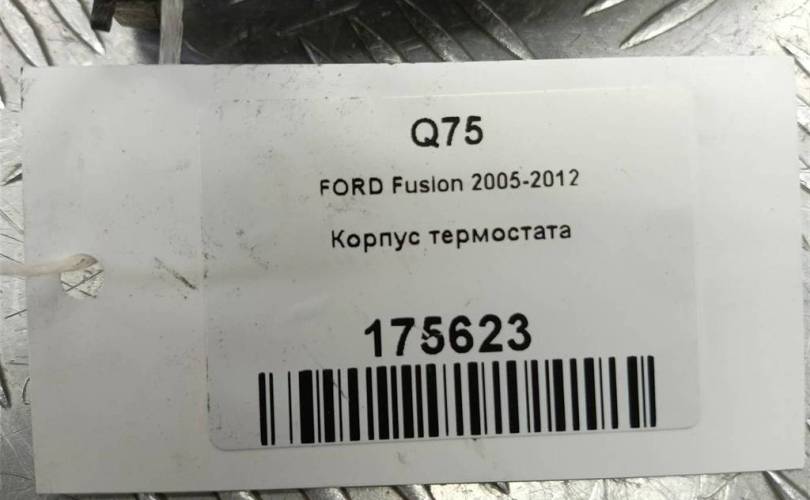 Q75
FORD Fusion 2005-2012
Корпус термостата
175623